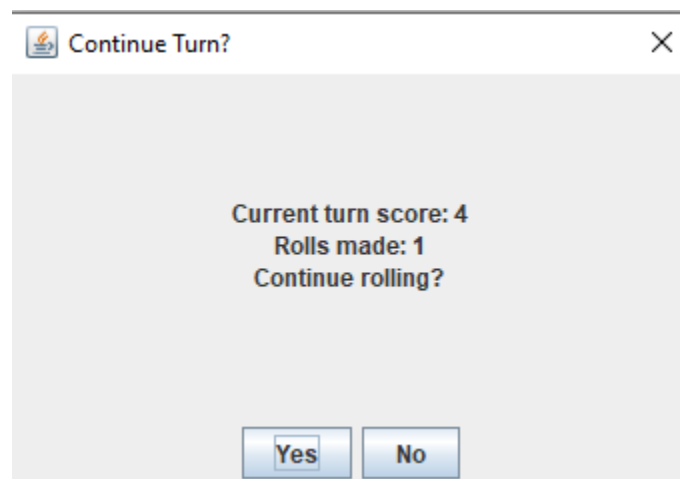 Continue Turn?
Current turn score: 4
Rolls made: 1
Continue rolling?
Yes No